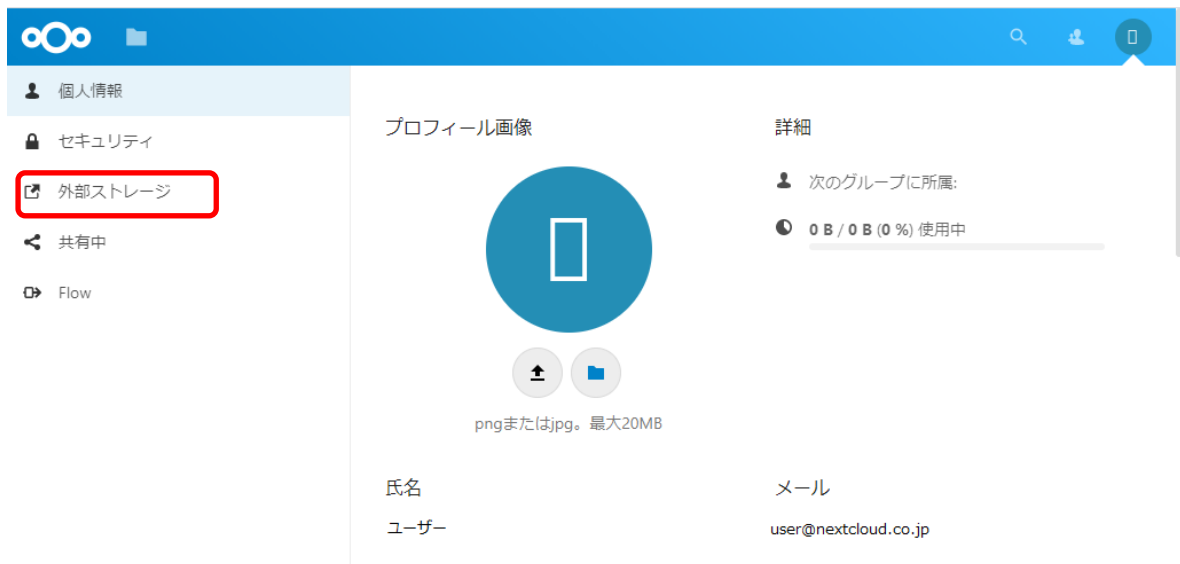 個人情報
セキュリティ
外部ストレージ
共有中
Flow
プロフィール画像
pngまたはjpg。最大20MB
詳細
次のグループに所属:
0 B / 0 B (0 %) 使用中
氏名
ユーザー
メール
user@nextcloud.co.jp